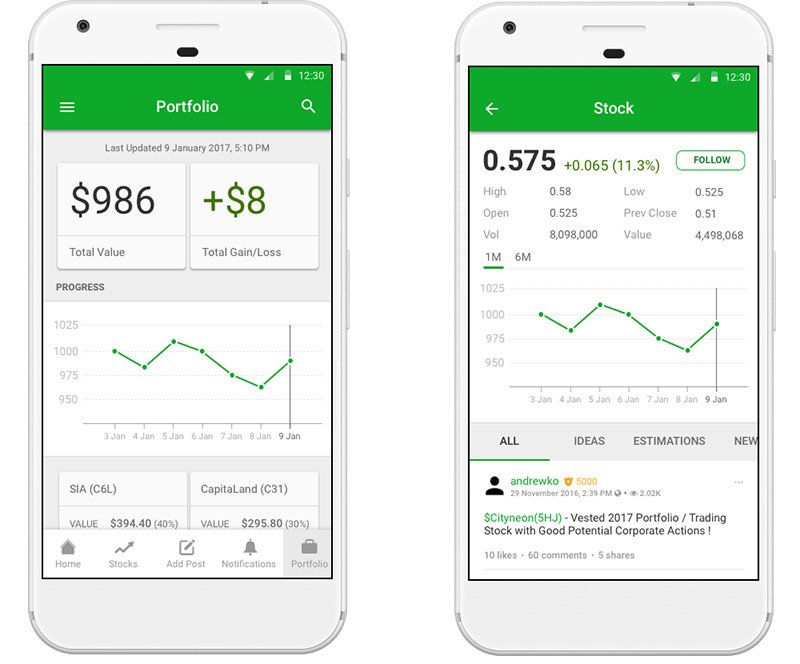 12:30
Portfolio
Last Updated 9 January 2017, 5:10 PM
$986 +$8
Total Value Total Gain/Loss
PROGRESS
1025
1000
975
950
3 Jan 4 Jan 5 Jan 6 Jan 7 Jan 8 Jan 9 Jan
SIA (C6L) CapitaLand (C31)
VALUE $394.40 (40%) VALUE $295.80 (30%)
Home Stocks Add Post Notifications Portfolio
12:30
Stock
0.575 +0.065 (11.3%) FOLLOW
High 0.58 Low 0.525
Open 0.525 Prev Close 0.51
Vol 8,098,000 Value 4,498,068
1M 6M
1025
1000
975
950
3 Jan 4 Jan 5 Jan 6 Jan 7 Jan 8 Jan 9 Jan
ALL IDEAS ESTIMATIONS NEW
andrewko 5000
29 November 2016, 2:39 PM • 2.02K
$Cityneon(5HJ) - Vested 2017 Portfolio / Trading
Stock with Good Potential Corporate Actions !
10 likes • 60 comments • 5 shares